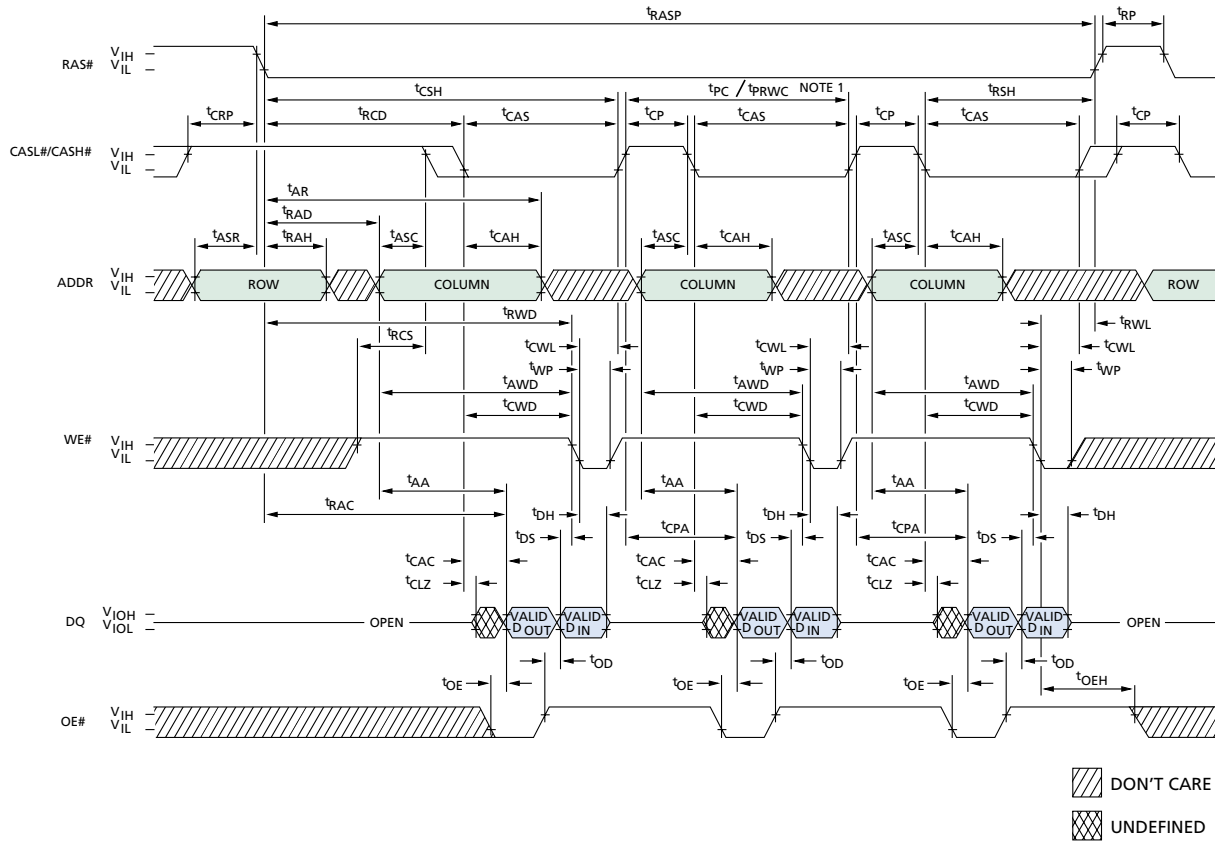 tRASP tRP
RAS# VIH VIL
tCSH tPC / tPRWC NOTE 1 tRSH
tCRP tRCD tCAS tCP tCAS tCP tCAS tCP
CASL#/CASH# VIH VIL
tAR
tRAD
tASR tRAH tASC tCAH tASC tCAH tASC tCAH
ADDR VIH VIL ROW COLUMN COLUMN COLUMN ROW
tRWD tRWL
tRCS tCWL tCWL tCWL
tWP tWP tWP
tAWD tAWD tAWD
tCWD tCWD tCWD
WE# VIH VIL
tAA tAA tAA
tRAC tDH tDH tDH
tDS tCPA tDS tCPA tDS
tCAC tCAC tCAC
tCLZ tCLZ tCLZ
DQ VIOH VIOL OPEN VALID DOUT VALID DIN VALID DOUT VALID DIN VALID DOUT VALID DIN OPEN
tOD tOD tOD
tOE tOE tOE tOEH
OE# VIH VIL
DON'T CARE
UNDEFINED